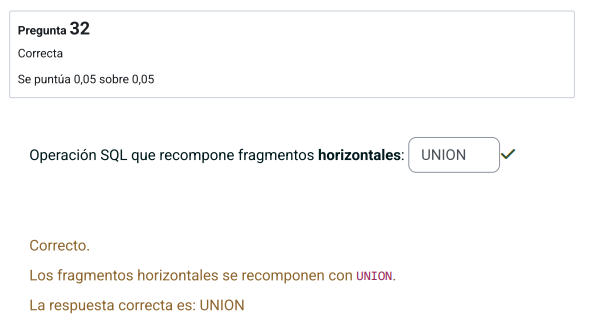 Pregunta 32
Correcta
Se puntúa 0,05 sobre 0,05
Operación SQL que recompone fragmentos horizontales: UNION
Correcto.
Los fragmentos horizontales se recomponen con UNION.
La respuesta correcta es: UNION